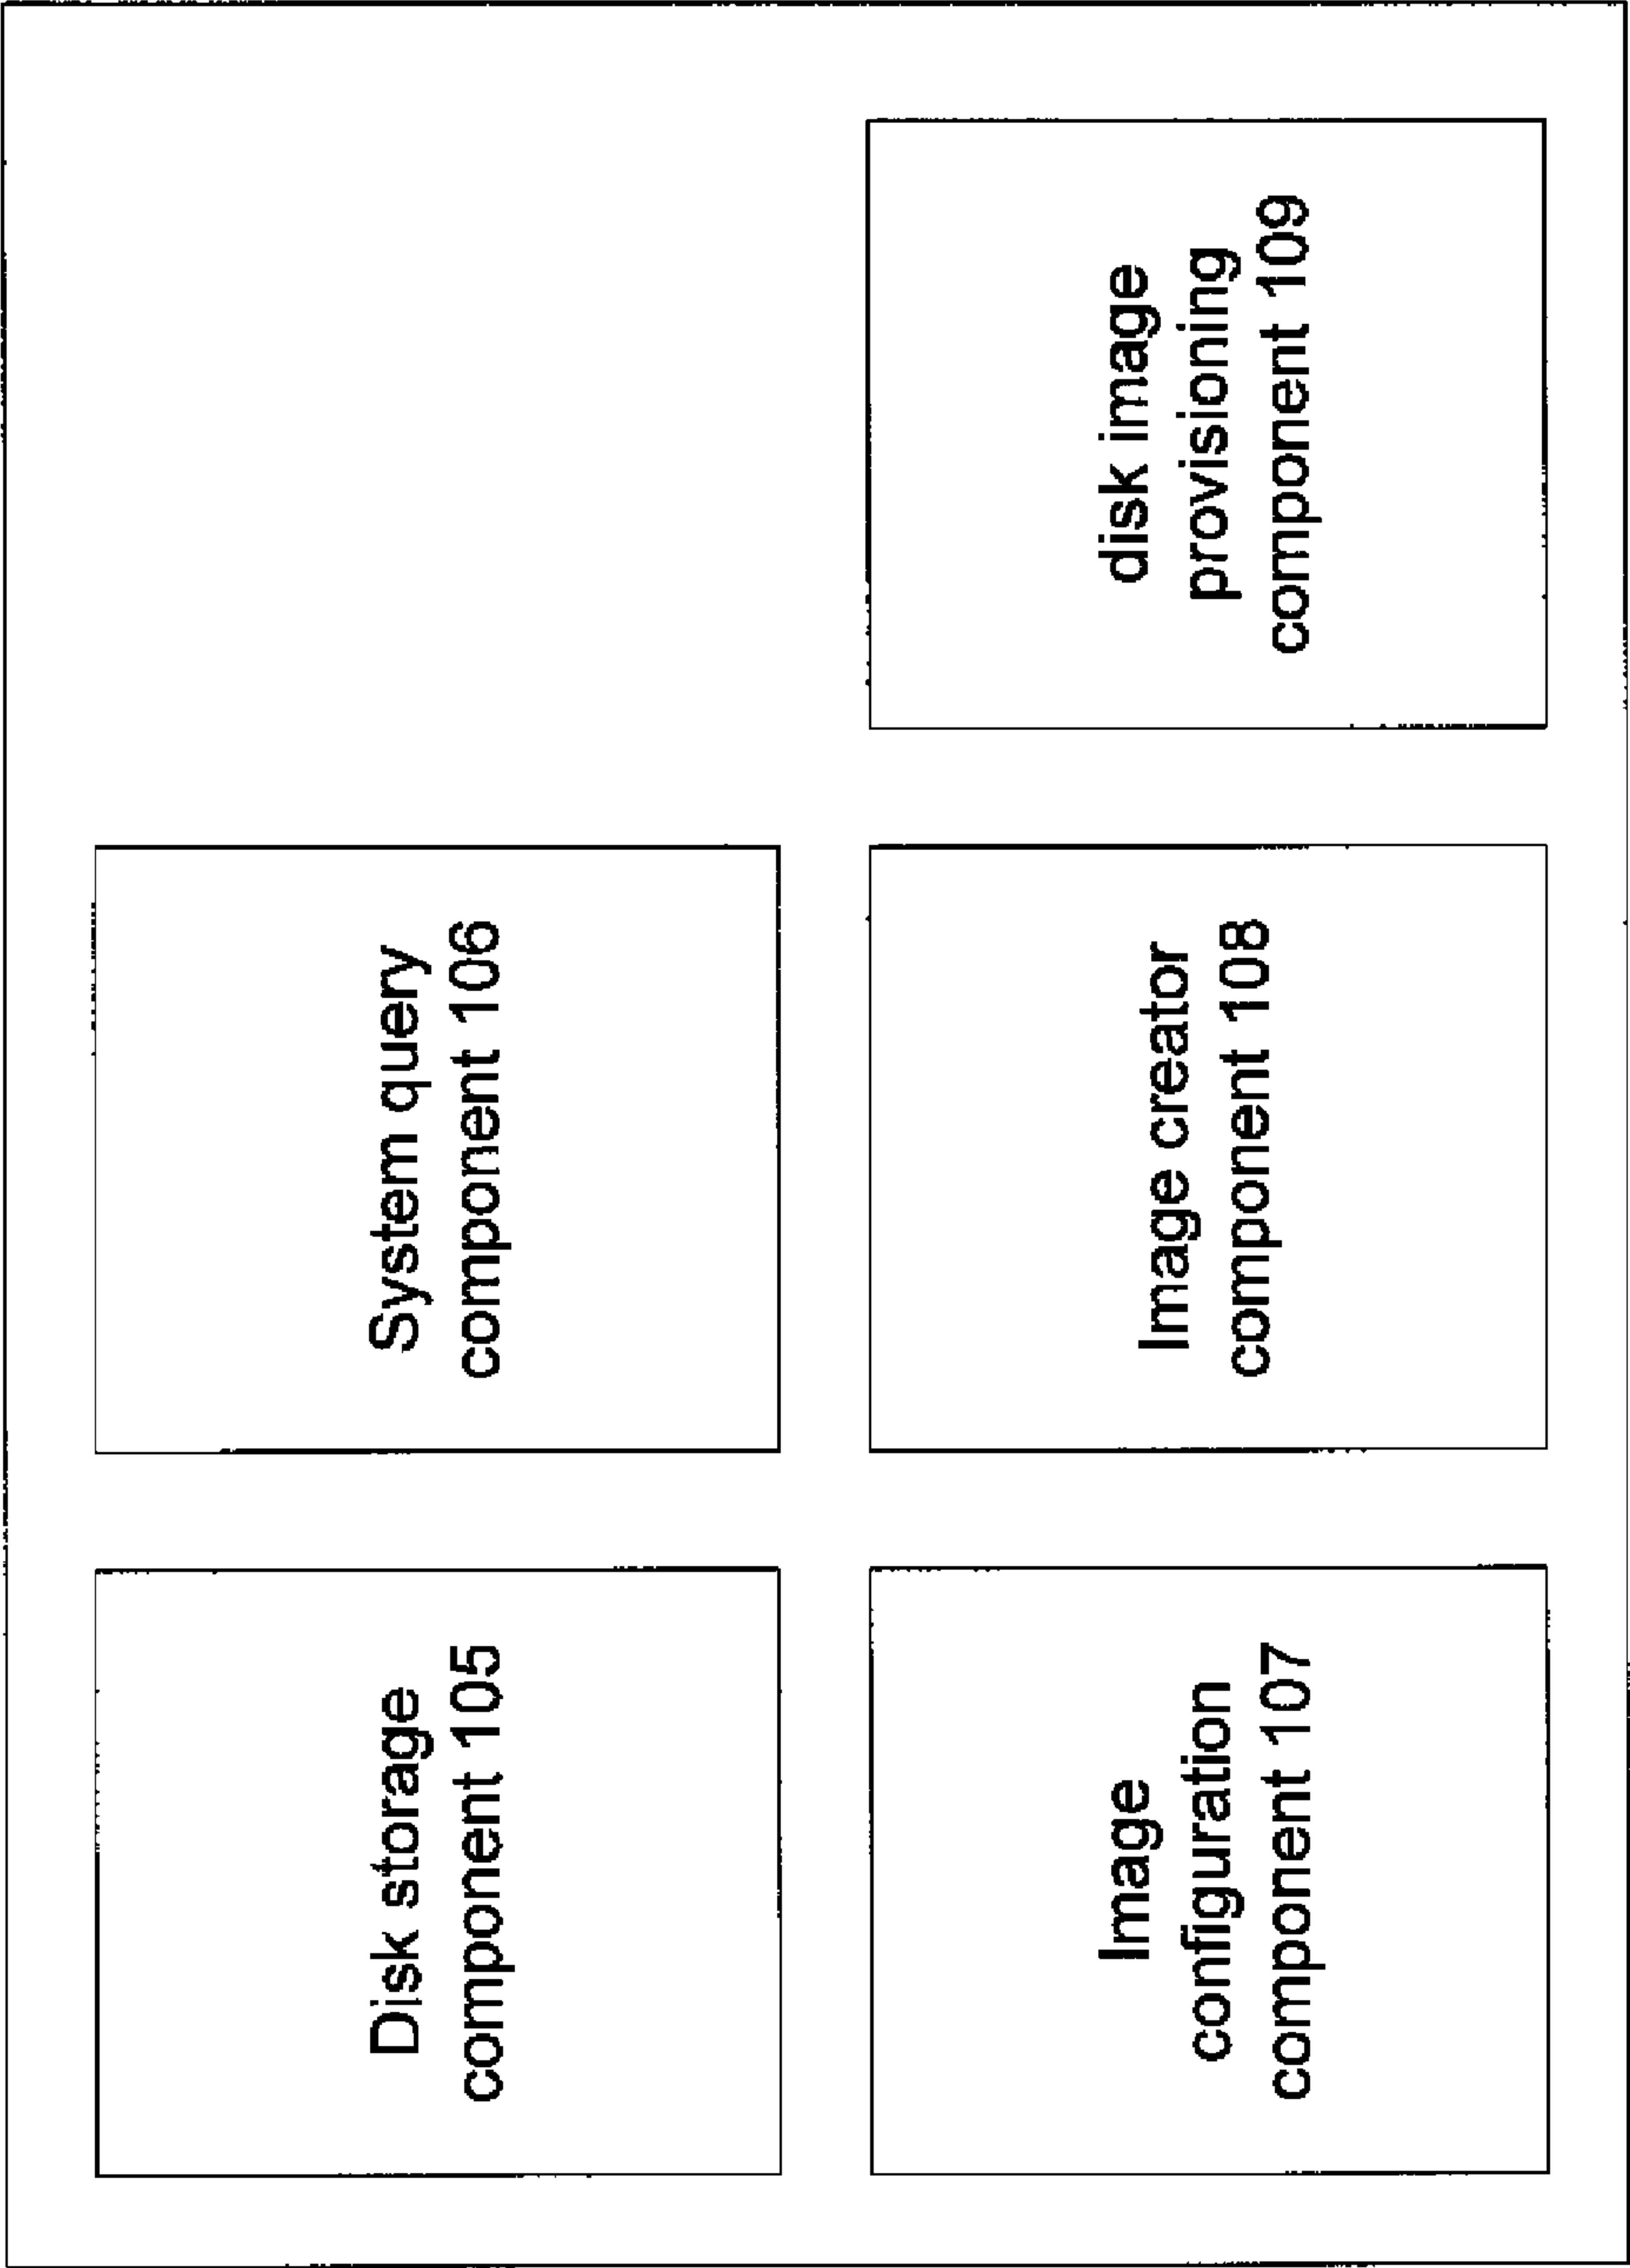 Disk storage
component 105
System query
component 106
Image
configuration
component 107
Image creator
component 108
disk image
provisioning
component 109